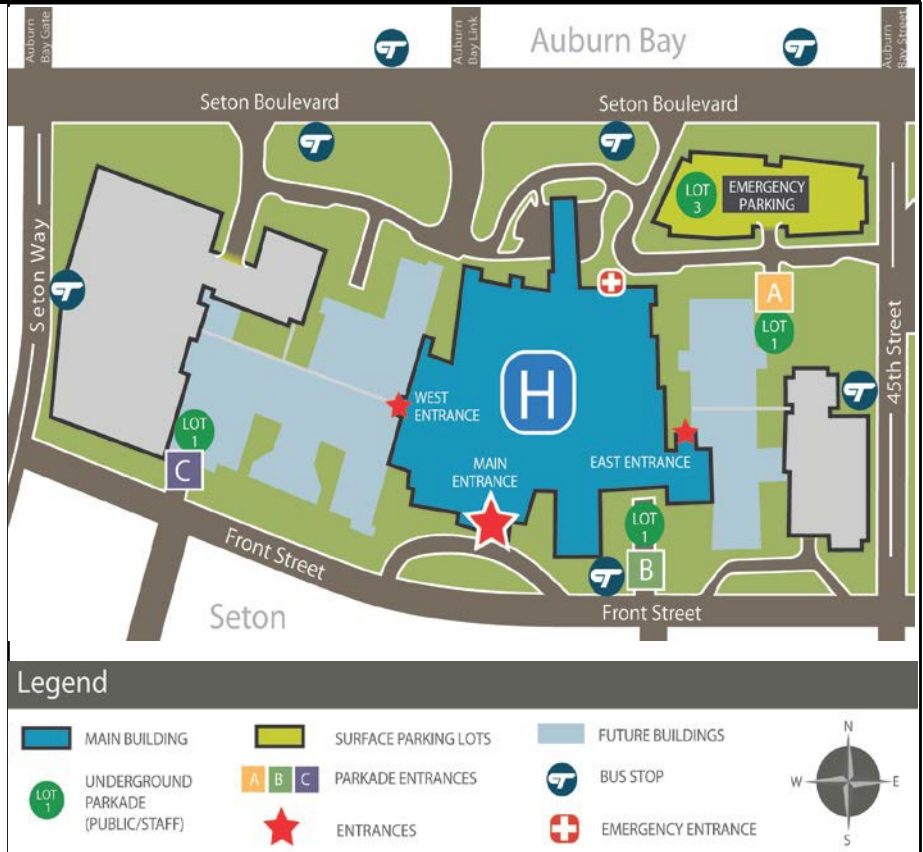 Auburn
Bay Gate
Auburn
Bay Link
Auburn Bay
Auburn
Bay Street
Seton Boulevard
Seton Boulevard
LOT
3
EMERGENCY
PARKING
Seton Way
A
LOT
1
45th Street
H
WEST
ENTRANCE
LOT
1
C
MAIN
ENTRANCE
EAST ENTRANCE
LOT
1
B
Front Street
Seton
Front Street
Legend
MAIN BUILDING
SURFACE PARKING LOTS
FUTURE BUILDINGS
LOT
1
UNDERGROUND
PARKADE
(PUBLIC/STAFF)
A B C
PARKADE ENTRANCES
BUS STOP
ENTRANCES
EMERGENCY ENTRANCE
N
W
E
S